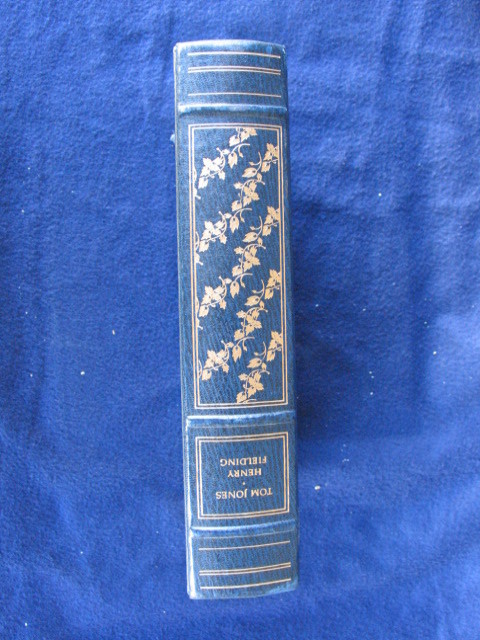 TOM JONES
•
HENRY
FIELDING